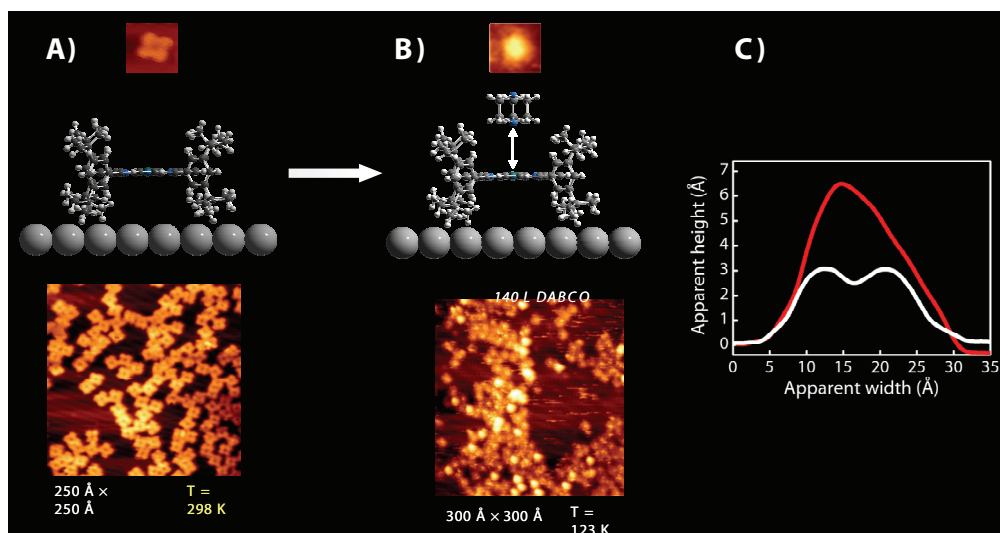 A)
B)
C)
140 L DABCO
250 Å ×
250 Å
T =
298 K
300 Å × 300 Å
T =
123 K
Apparent height (Å)
7
6
5
4
3
2
1
0
0 5 10 15 20 25 30 35
Apparent width (Å)